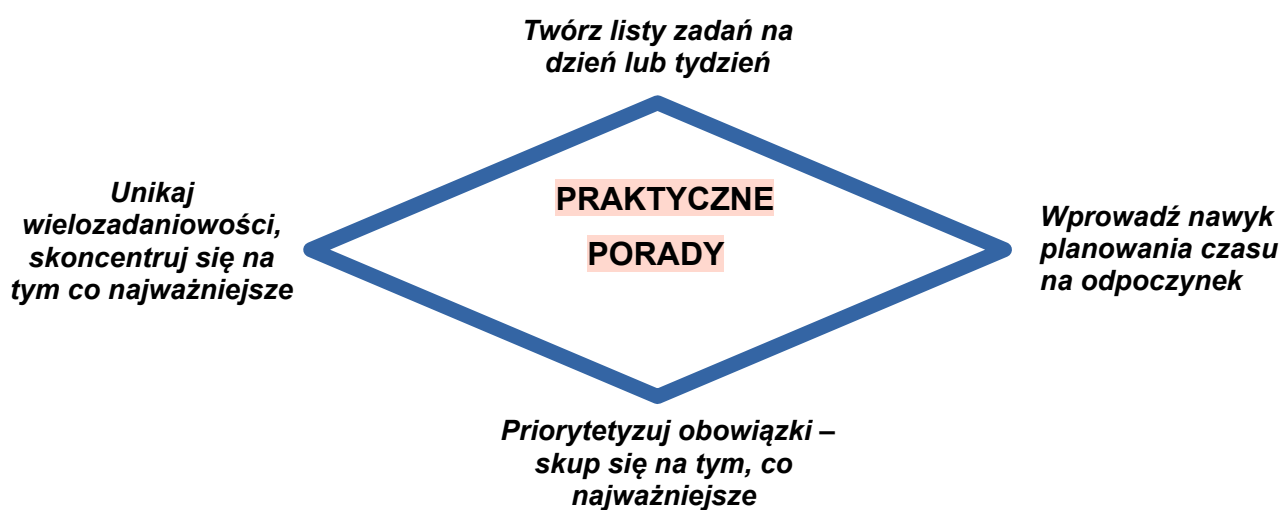 Twórz listy zadań na
dzień lub tydzień
PRAKTYCZNE
PORADY
Unikaj
wielozadaniowości,
skoncentruj się na
tym co najważniejsze
Wprowadź nawyk
planowania czasu
na odpoczynek
Priorytetyzuj obowiązki –
skup się na tym, co
najważniejsze